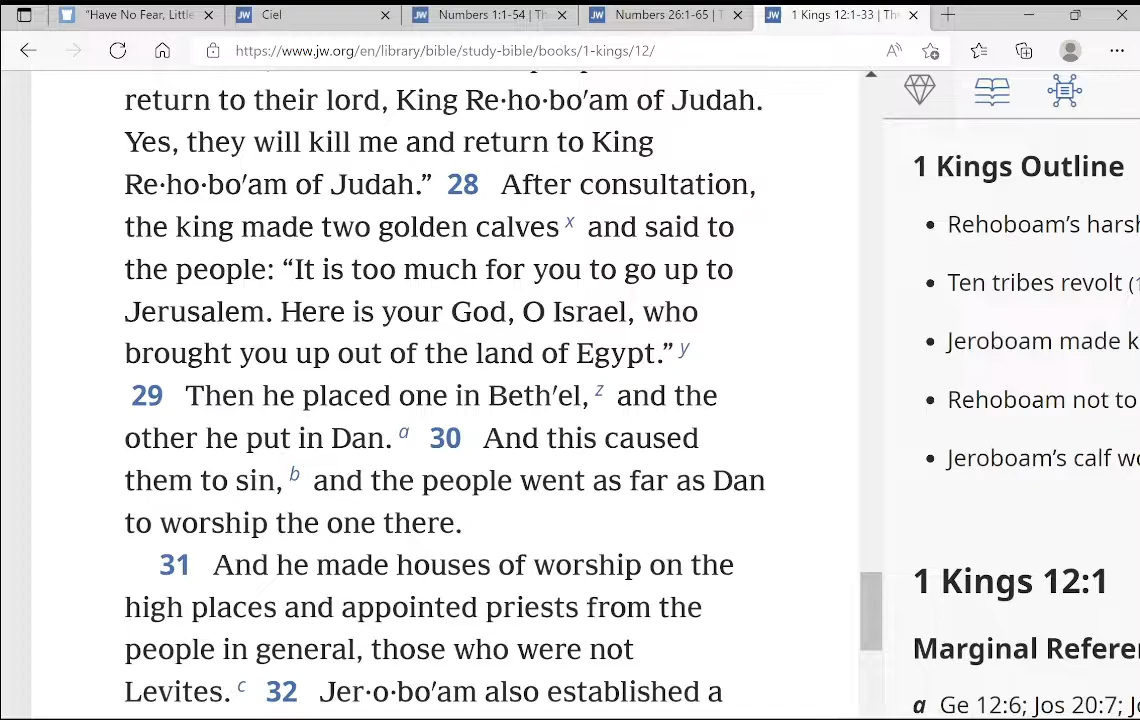 "Have No Fear, Little
Ciel
Numbers 1:1-54 | Th
Numbers 26:1-65 | T
1 Kings 12:1-33 | The
https://www.jw.org/en/library/bible/study-bible/books/1-kings/12/
return to their lord, King Re·ho·bo′am of Judah.
Yes, they will kill me and return to King
Re·ho·bo′am of Judah.” 28 After consultation,
the king made two golden calves x and said to
the people: “It is too much for you to go up to
Jerusalem. Here is your God, O Israel, who
brought you up out of the land of Egypt.” y
29 Then he placed one in Beth′el, z and the
other he put in Dan. a 30 And this caused
them to sin, b and the people went as far as Dan
to worship the one there.
31 And he made houses of worship on the
high places and appointed priests from the
people in general, those who were not
Levites. c 32 Jer·o·bo′am also established a
1 Kings Outline
• Rehoboam’s harsh
• Ten tribes revolt (1
• Jeroboam made k
• Rehoboam not to
• Jeroboam’s calf wo
1 Kings 12:1
Marginal Refere
a Ge 12:6; Jos 20:7; J